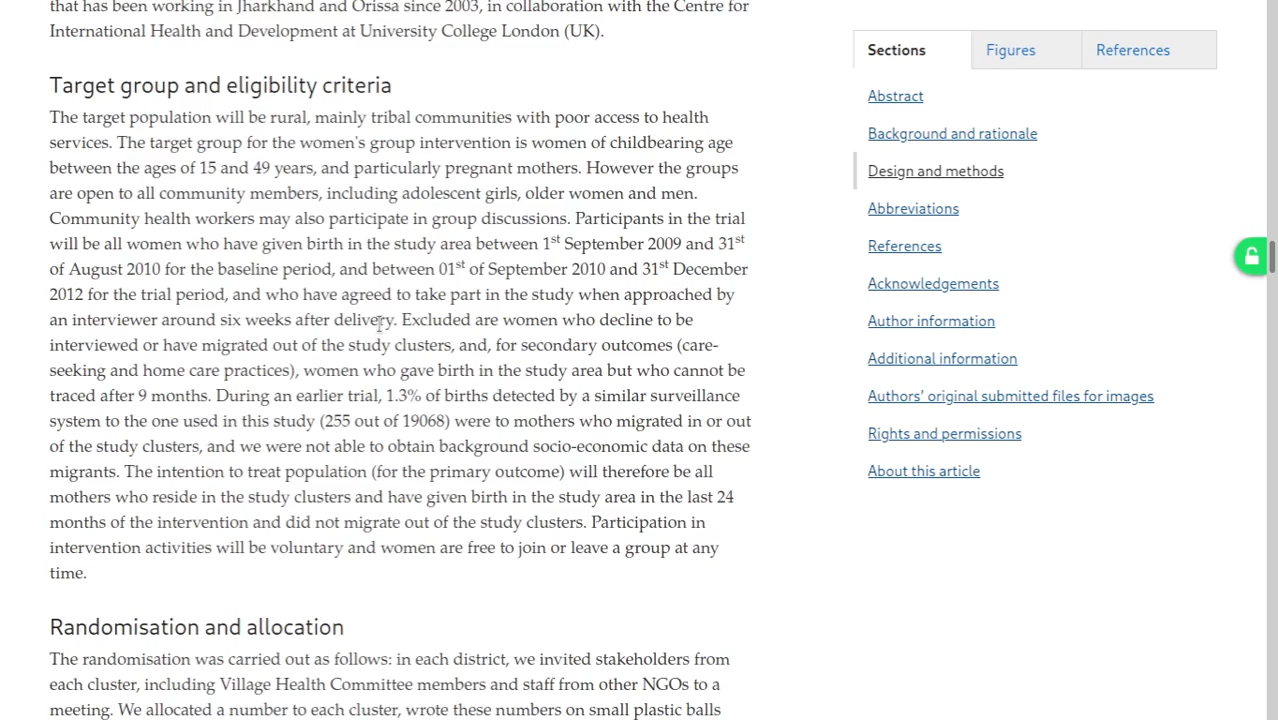 that has been working in Jharkhand and Orissa since 2003, in collaboration with the Centre for
International Health and Development at University College London (UK).
Target group and eligibility criteria
The target population will be rural, mainly tribal communities with poor access to health
services. The target group for the women's group intervention is women of childbearing age
between the ages of 15 and 49 years, and particularly pregnant mothers. However the groups
are open to all community members, including adolescent girls, older women and men.
Community health workers may also participate in group discussions. Participants in the trial
will be all women who have given birth in the study area between 1st September 2009 and 31st
of August 2010 for the baseline period, and between 01st of September 2010 and 31st December
2012 for the trial period, and who have agreed to take part in the study when approached by
an interviewer around six weeks after delivery. Excluded are women who decline to be
interviewed or have migrated out of the study clusters, and, for secondary outcomes (care-
seeking and home care practices), women who gave birth in the study area but who cannot be
traced after 9 months. During an earlier trial, 1.3% of births detected by a similar surveillance
system to the one used in this study (255 out of 19068) were to mothers who migrated in or out
of the study clusters, and we were not able to obtain background socio-economic data on these
migrants. The intention to treat population (for the primary outcome) will therefore be all
mothers who reside in the study clusters and have given birth in the study area in the last 24
months of the intervention and did not migrate out of the study clusters. Participation in
intervention activities will be voluntary and women are free to join or leave a group at any
time.
Randomisation and allocation
The randomisation was carried out as follows: in each district, we invited stakeholders from
each cluster, including Village Health Committee members and staff from other NGOs to a
meeting. We allocated a number to each cluster, wrote these numbers on small plastic balls
Sections
Figures
References
Abstract
Background and rationale
Design and methods
Abbreviations
References
Acknowledgements
Author information
Additional information
Authors' original submitted files for images
Rights and permissions
About this article